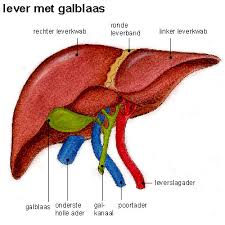 lever met galblaas
rechter leverkwab
ronde
leverband
linker leverkwab
leverslagader
galblaas
onderste
holle ader
gal-
kanaal
poortader